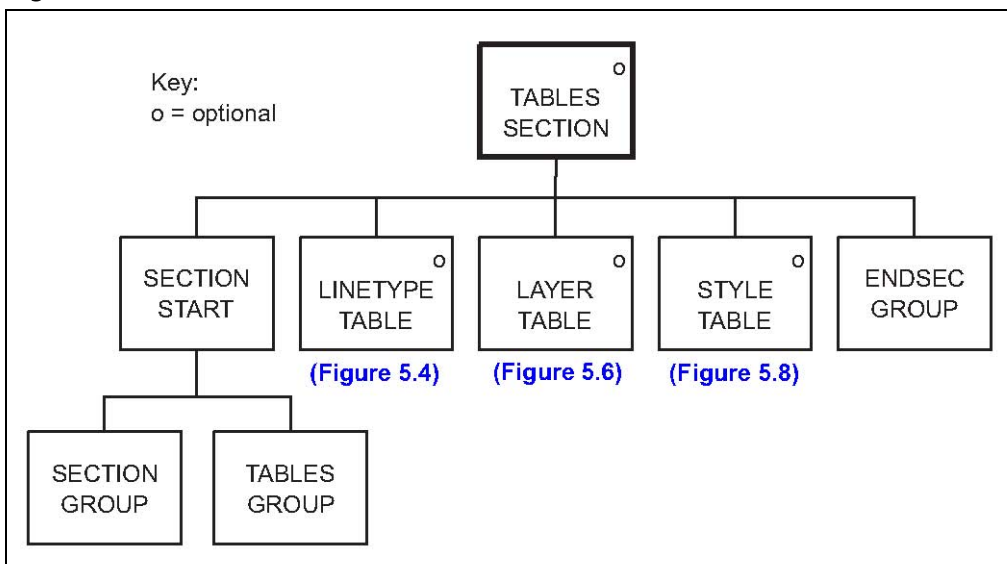 Key:
o = optional
o
TABLES
SECTION
SECTION
START
o
LINETYPE
TABLE
o
LAYER
TABLE
o
STYLE
TABLE
ENDSEC
GROUP
(Figure 5.4)
(Figure 5.6)
(Figure 5.8)
SECTION
GROUP
TABLES
GROUP